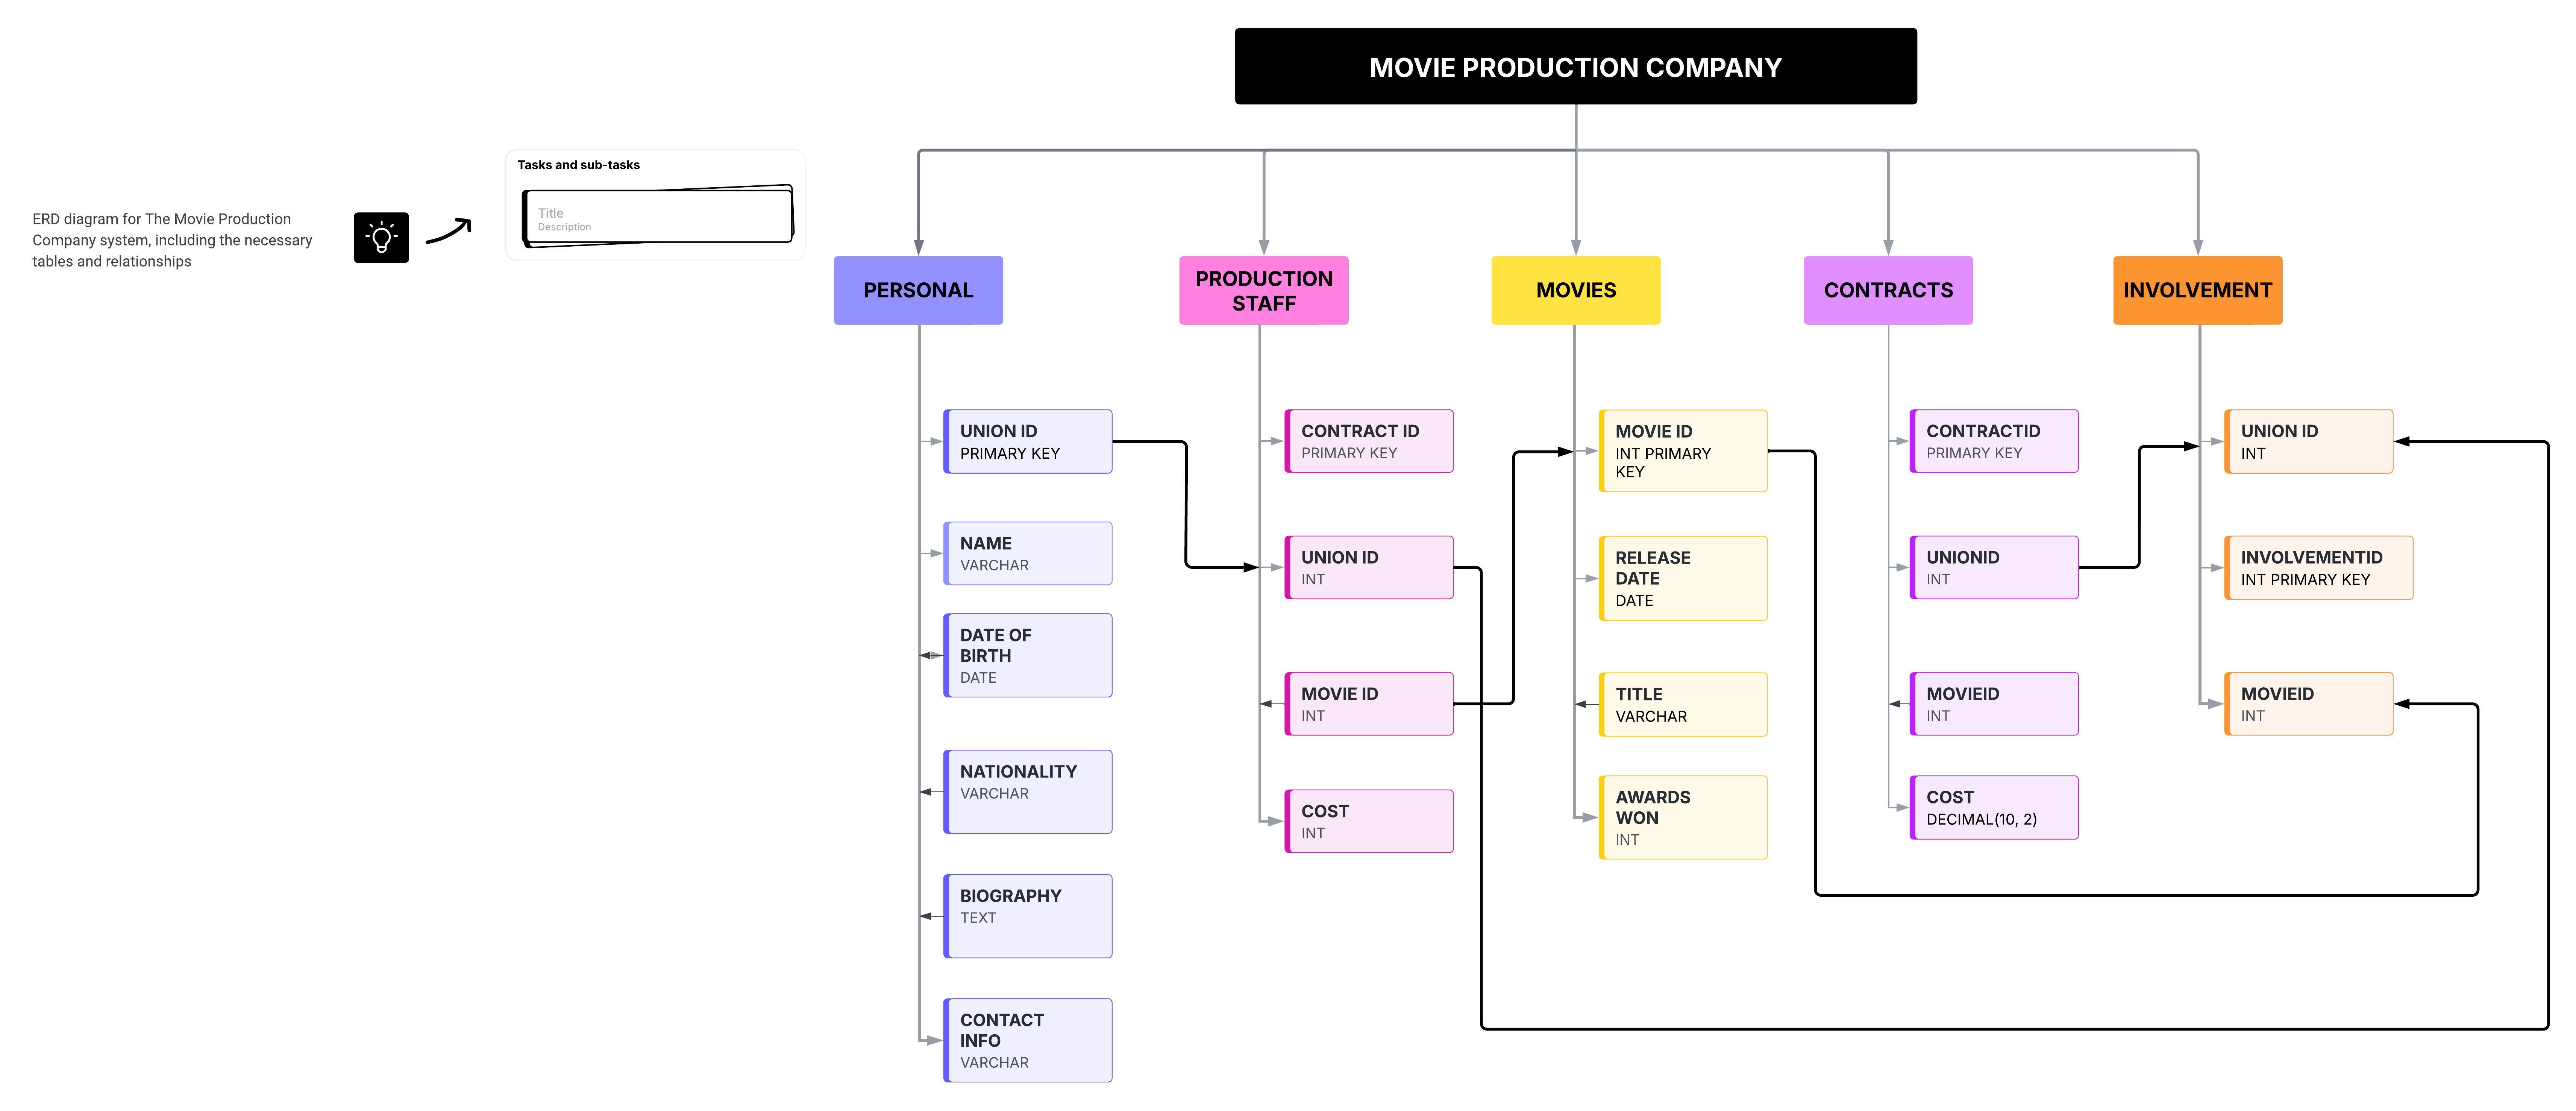 MOVIE PRODUCTION COMPANY
Tasks and sub-tasks
Title
Description
ERD diagram for The Movie Production
Company system, including the necessary
tables and relationships
PERSONAL
UNION ID
PRIMARY KEY
NAME
VARCHAR
DATE OF
BIRTH
DATE
NATIONALITY
VARCHAR
BIOGRAPHY
TEXT
CONTACT
INFO
VARCHAR
PRODUCTION
STAFF
CONTRACT ID
PRIMARY KEY
UNION ID
INT
MOVIE ID
INT
COST
INT
MOVIES
MOVIE ID
INT PRIMARY
KEY
RELEASE
DATE
DATE
TITLE
VARCHAR
AWARDS
WON
INT
CONTRACTS
CONTRACTID
PRIMARY KEY
UNIONID
INT
MOVIEID
INT
COST
DECIMAL(10, 2)
INVOLVEMENT
UNION ID
INT
INVOLVEMENTID
INT PRIMARY KEY
MOVIEID
INT